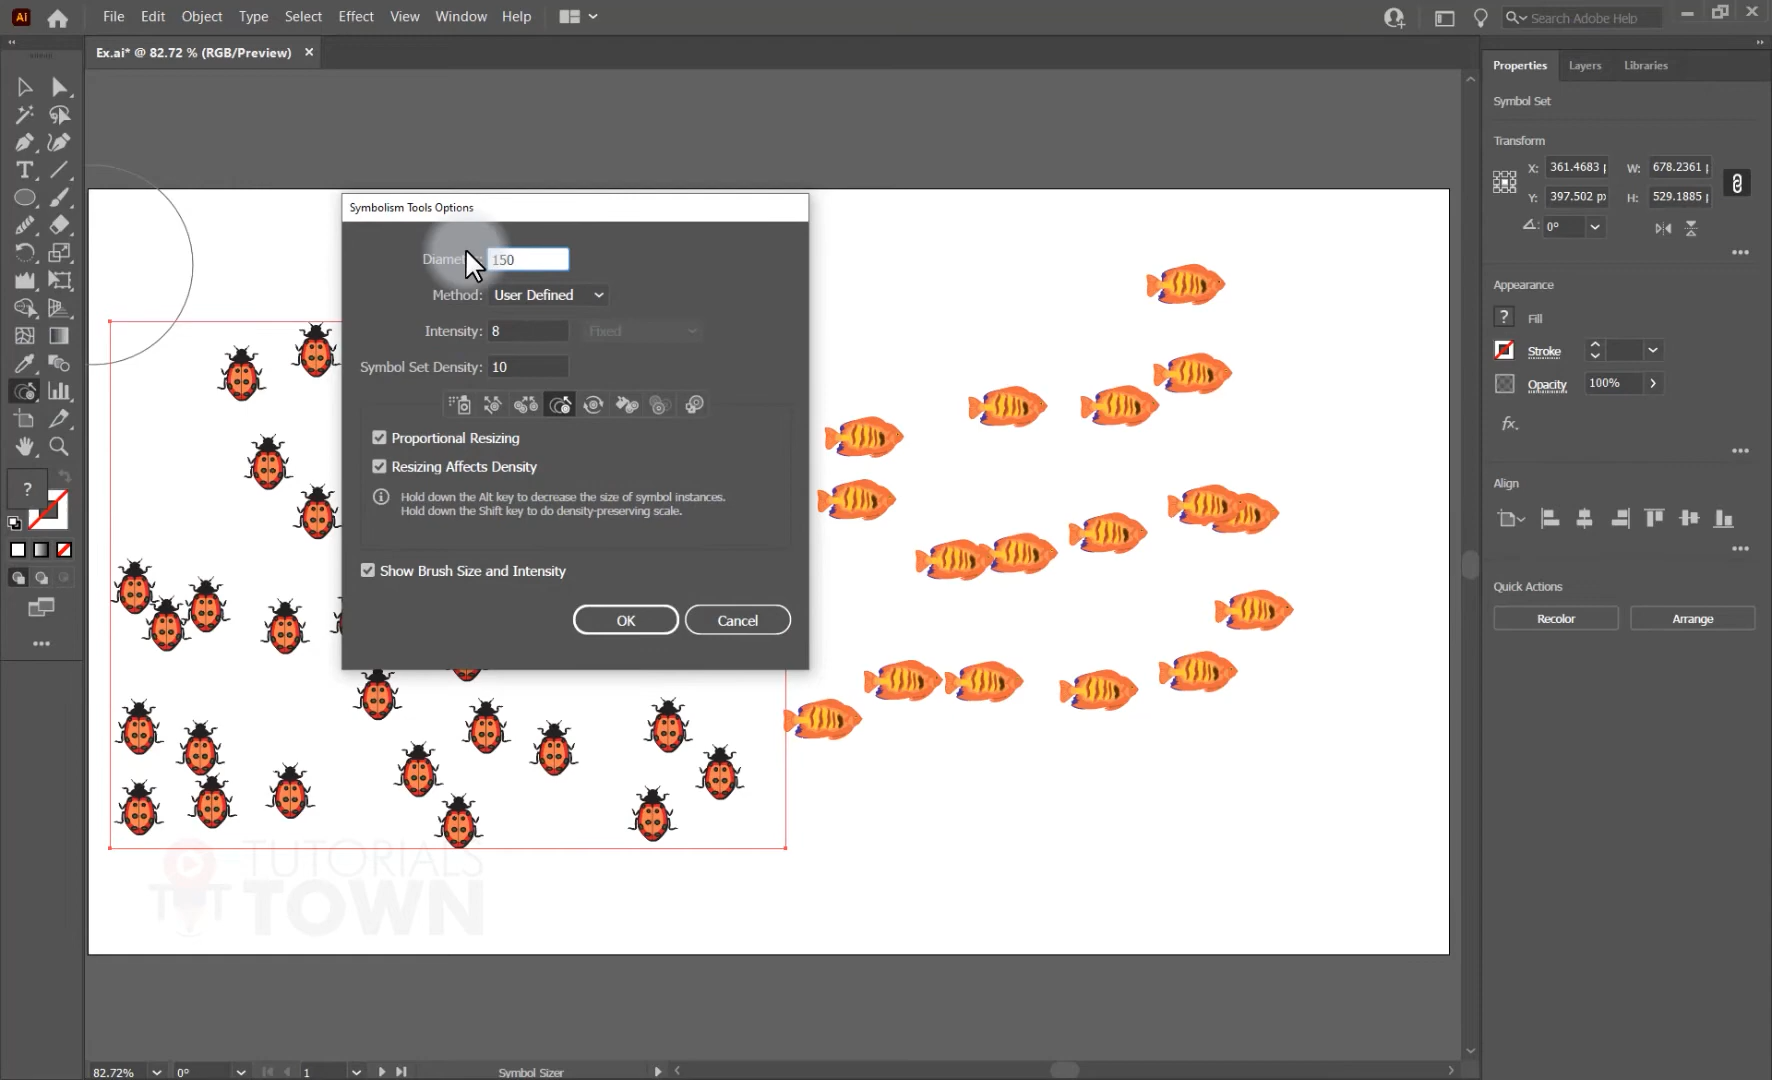 Ai File Edit Object Type Select Effect View Window Help Search Adobe Help
Ex.ai* @ 82.72 % (RGB/Preview) ×
Properties Layers Libraries
Symbol Set
Transform
X: 361.4683 p W: 678.2361 p
Y: 397.502 px H: 529.1885 p
0°
Appearance
? Fill
Stroke
Opacity 100%
fx.
Align
Quick Actions
Recolor Arrange
T
?
Symbolism Tools Options
150
Method: User Defined
Intensity: 8 Fixed
Symbol Set Density: 10
Proportional Resizing
Resizing Affects Density
Hold down the Alt key to decrease the size of symbol instances.
Hold down the Shift key to do density-preserving scale.
Show Brush Size and Intensity
OK Cancel
TUTORIALS
TOWN
82.72% 0° 1 Symbol Sizer